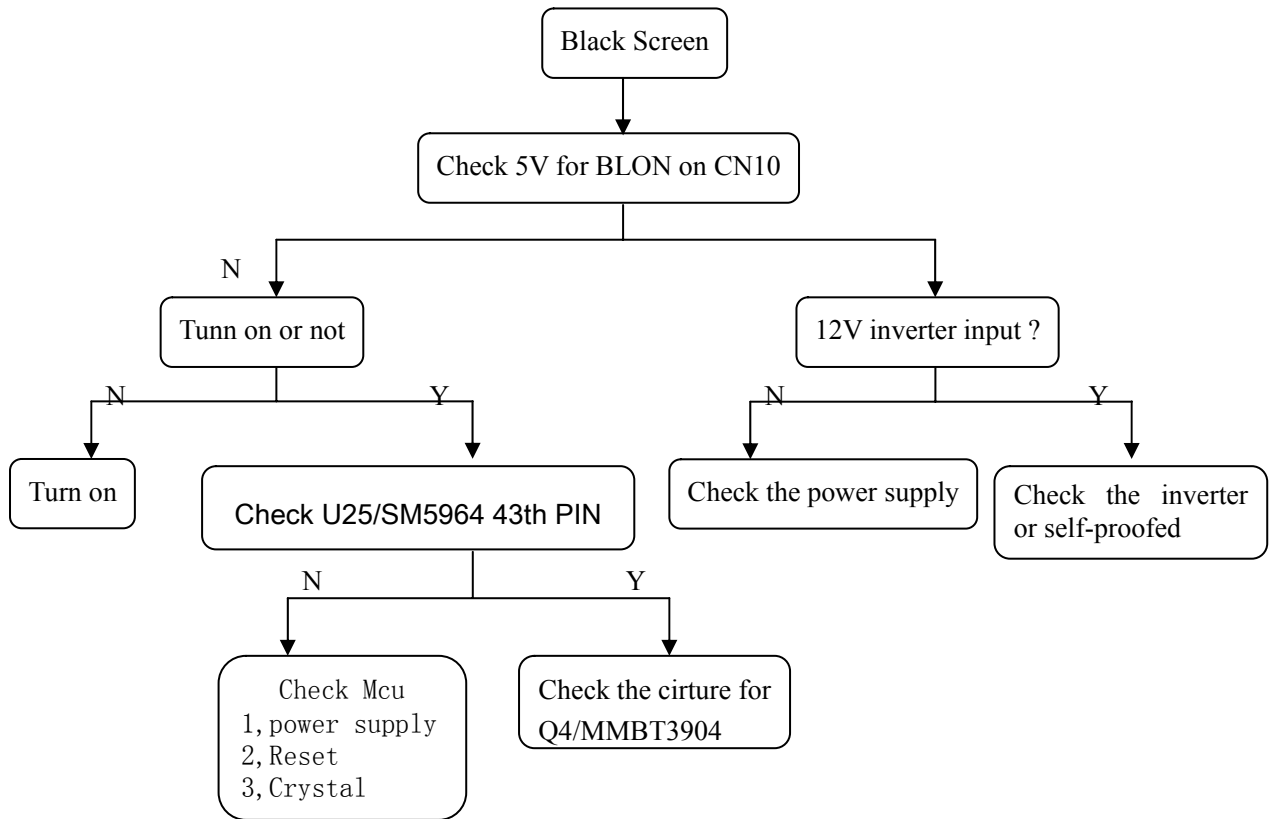 Black Screen
Check 5V for BLON on CN10
N
Tunn on or not
12V inverter input ?
N
Y
N
Y
Turn on
Check U25/SM5964 43th PIN
Check the power supply
Check the inverter
or self-proofed
N
Y
Check Mcu
1,power supply
2,Reset
3,Crystal
Check the cirture for
Q4/MMBT3904